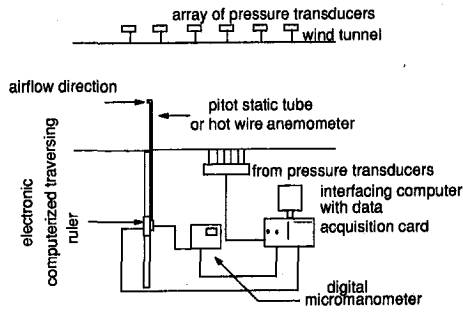 array of pressure transducers
wind tunnel
airflow direction
pitot static tube
or hot wire anemometer
from pressure transducers
electronic
computerized traversing
ruler
interfacing computer
with data
acquisition card
digital
micromanometer